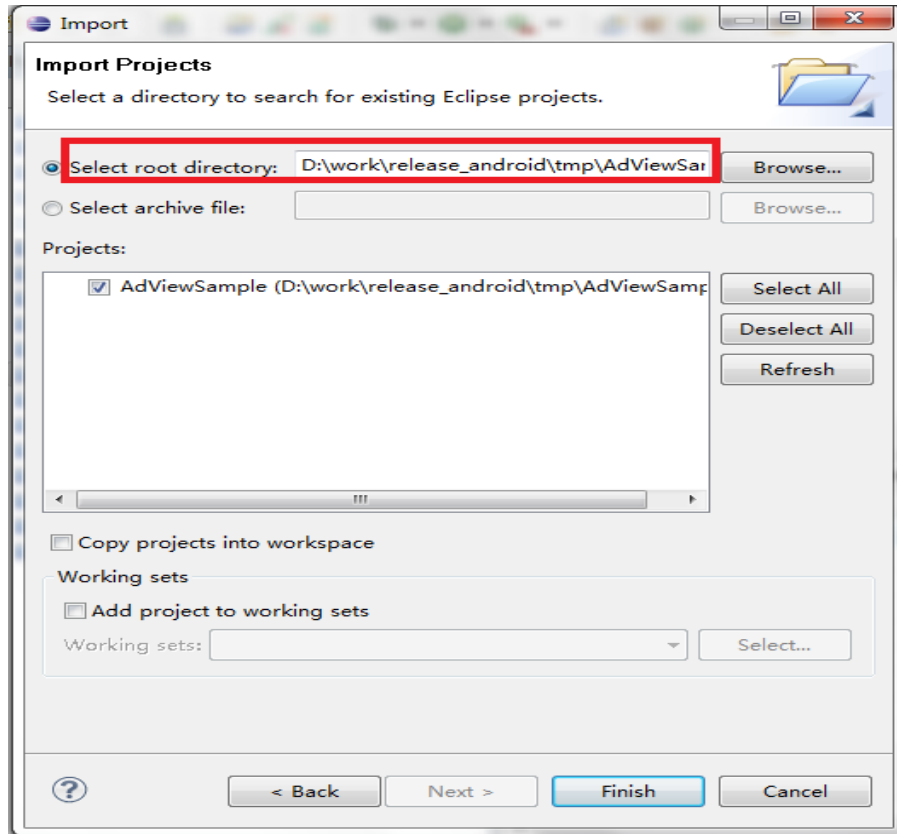 Import
Import Projects
Select a directory to search for existing Eclipse projects.
Select root directory: D:\work\release_android\tmp\AdViewSar Browse...
Select archive file: Browse...
Projects:
AdViewSample (D:\work\release_android\tmp\AdViewSamp Select All
Deselect All
Refresh
Copy projects into workspace
Working sets
Add project to working sets
Working sets: Select...
? < Back Next > Finish Cancel